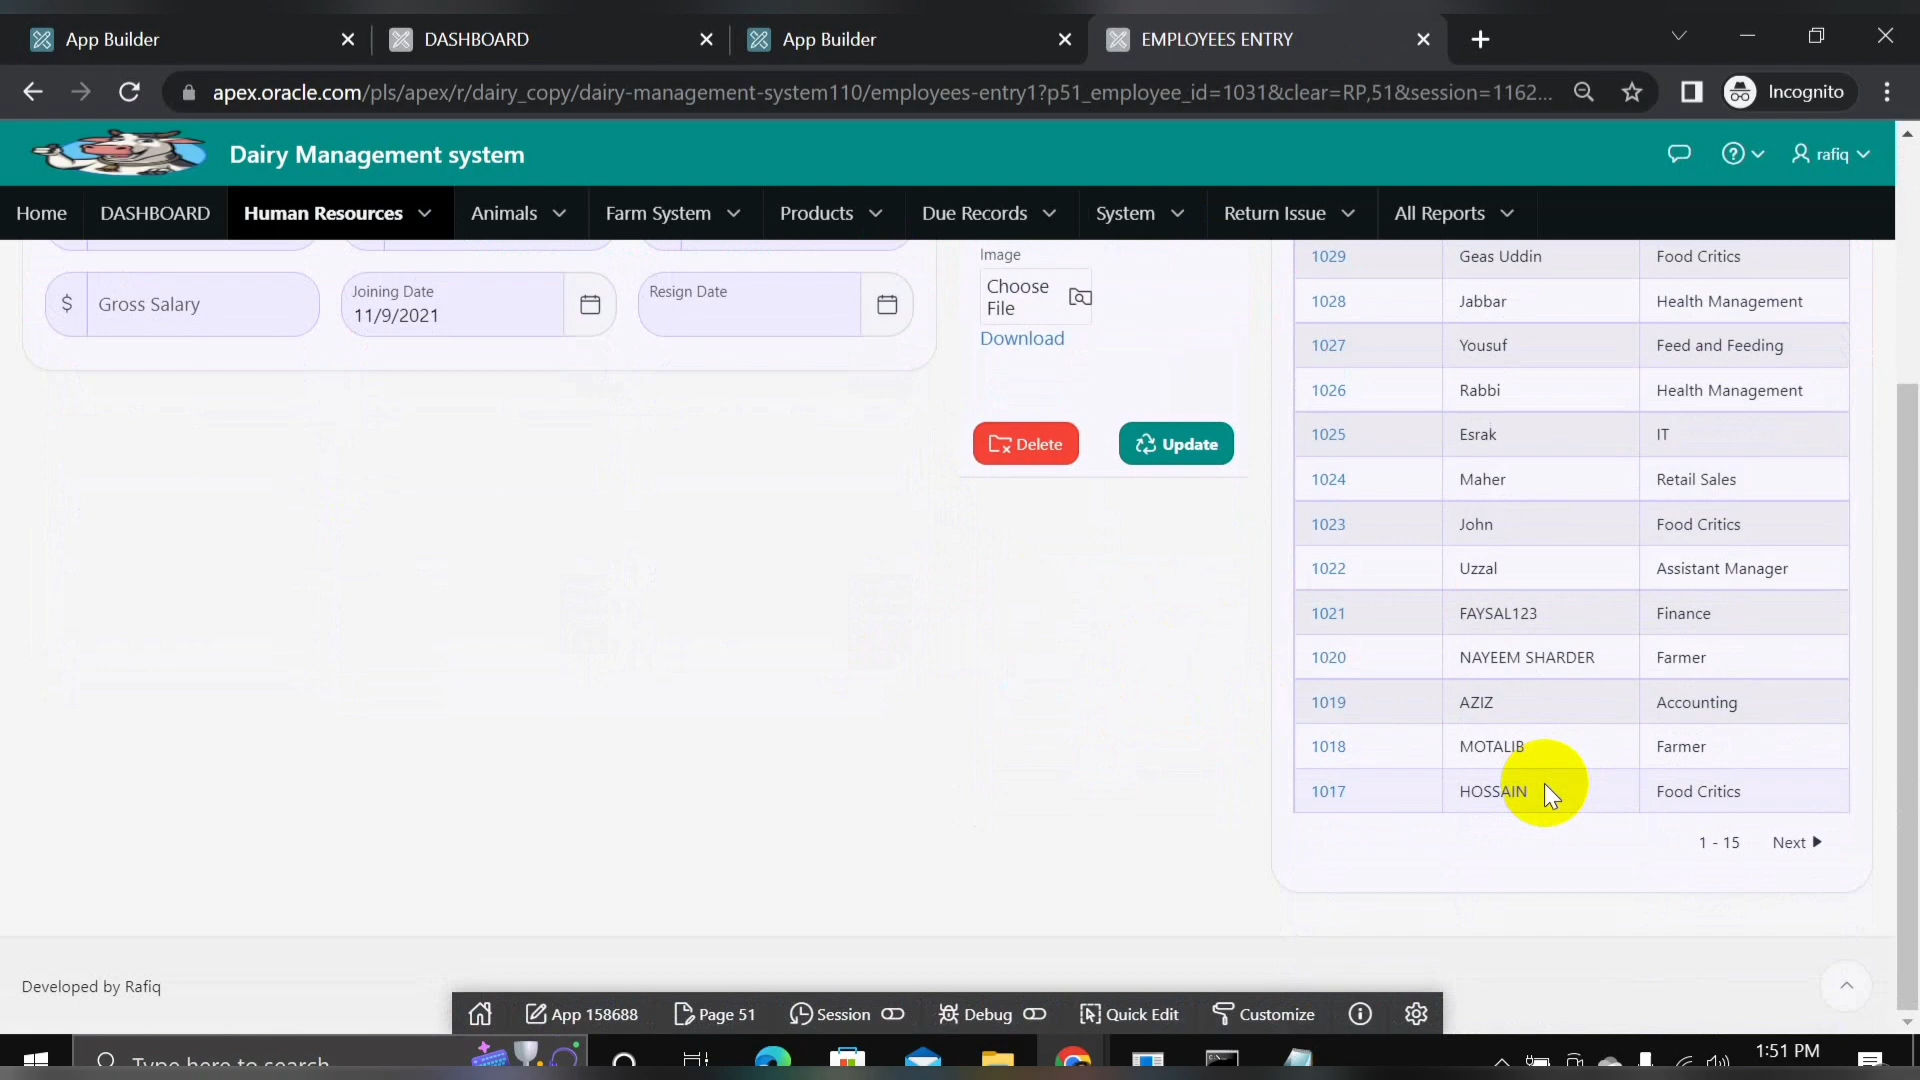 App Builder
DASHBOARD
App Builder
EMPLOYEES ENTRY
apex.oracle.com/pls/apex/r/dairy_copy/dairy-management-system110/employees-entry1?p51_employee_id=1031&clear=RP,51&session=1162...
Incognito
Dairy Management system
rafiq
Home DASHBOARD Human Resources Animals Farm System Products Due Records System Return Issue All Reports
$ Gross Salary
Joining Date
11/9/2021
Resign Date
Image
Choose
File
Download
Delete
Update
1029 Geas Uddin Food Critics
1028 Jabbar Health Management
1027 Yousuf Feed and Feeding
1026 Rabbi Health Management
1025 Esrak IT
1024 Maher Retail Sales
1023 John Food Critics
1022 Uzzal Assistant Manager
1021 FAYSAL123 Finance
1020 NAYEEM SHARDER Farmer
1019 AZIZ Accounting
1018 MOTALIB Farmer
1017 HOSSAIN Food Critics
1 - 15 Next
Developed by Rafiq
App 158688 Page 51 Session Debug Quick Edit Customize
Type here to search
1:51 PM